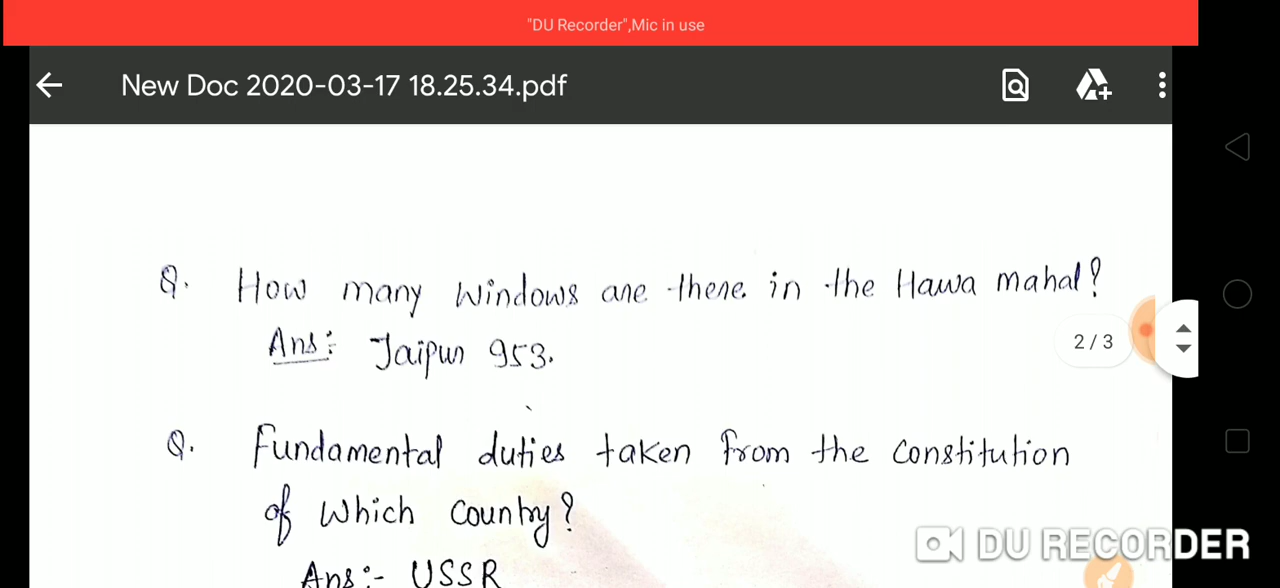 "DU Recorder",Mic in use
New Doc 2020-03-17 18.25.34.pdf
Q. How many windows are there in the Hawa mahal?
Ans: Jaipur 953.
2 / 3
Q. Fundamental duties taken from the constitution
of which country?
Ans:- USSR
DU RECORDER